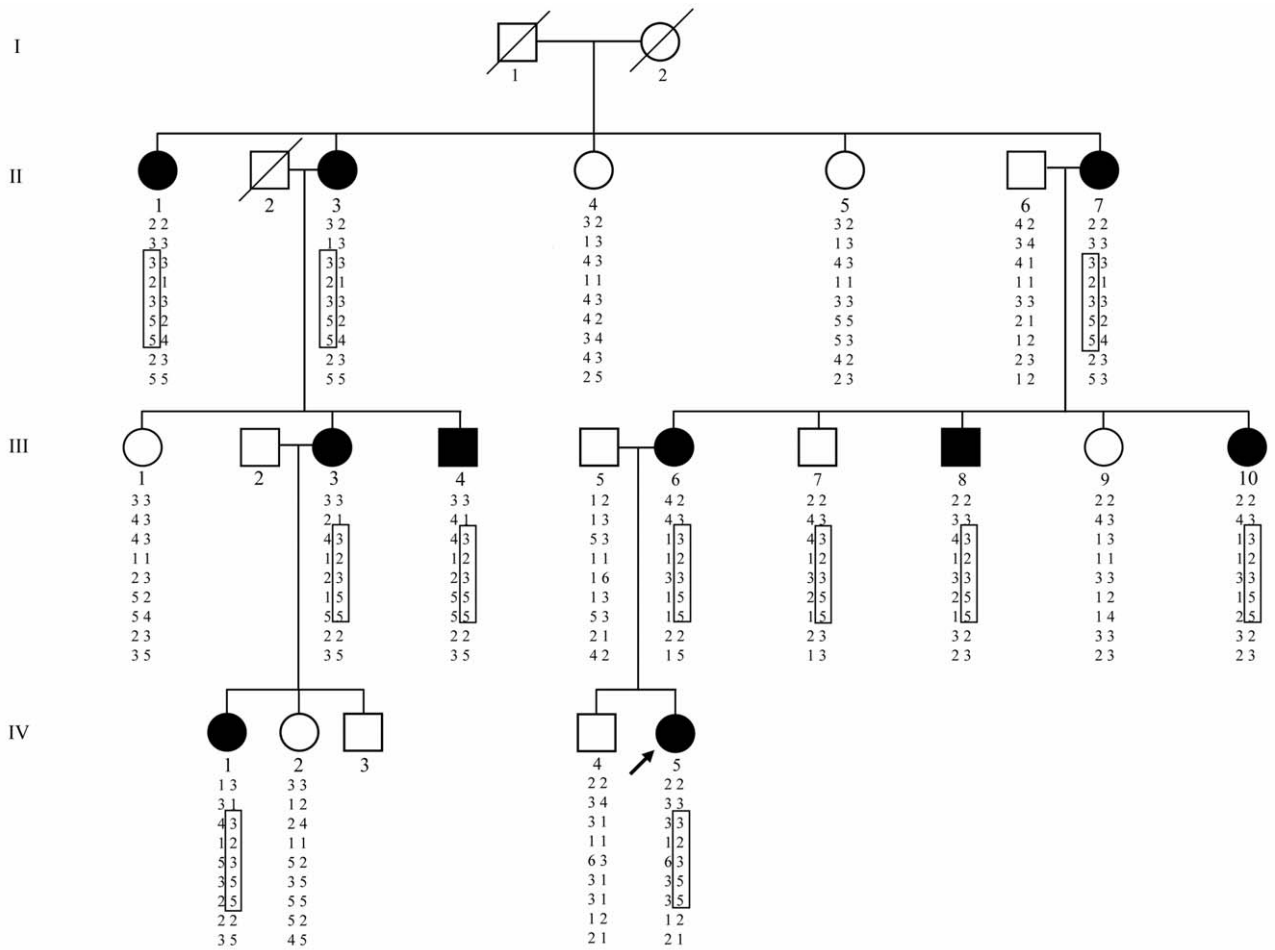 I
1 2
II
1 2 3 4 5 6 7
2 2 3 2 3 2 3 2 4 2 2 2
3 3 1 3 1 3 1 3 3 4 3 3
3 3 3 3 4 3 4 3 4 1 3 3
2 1 2 1 1 1 1 1 1 1 2 1
3 3 3 3 4 3 3 3 3 3 3 3
5 2 5 2 4 2 5 5 2 1 5 2
5 4 5 4 3 4 5 3 1 2 5 4
2 3 2 3 4 3 4 2 2 3 2 3
5 5 5 5 2 5 2 3 1 2 5 3
III
1 2 3 4 5 6 7 8 9 10
3 3 3 3 3 3 1 2 4 2 2 2 2 2 2 2 2 2
4 3 2 1 4 1 1 3 4 3 4 3 3 3 4 3 4 3
4 3 4 3 4 3 5 3 1 3 4 3 4 3 1 3 1 3
1 1 1 2 1 2 1 1 1 2 1 2 1 2 1 1 1 2
2 3 2 3 2 3 1 6 3 3 3 3 3 3 3 3 3 3
5 2 1 5 5 5 1 3 1 5 2 5 2 5 1 2 1 5
5 4 5 5 5 5 5 3 1 5 1 5 1 5 1 4 2 5
2 3 2 2 2 2 2 1 2 2 2 3 3 2 3 3 3 2
3 5 3 5 3 5 4 2 1 5 1 3 2 3 2 3 2 3
IV
1 2 3 4 5
1 3 3 3 2 2 2 2
3 1 1 2 3 4 3 3
4 3 2 4 3 1 3 3
1 2 1 1 1 1 1 2
5 3 5 2 6 3 6 3
3 5 3 5 3 1 3 5
2 5 5 5 3 1 3 5
2 2 5 2 1 2 1 2
3 5 4 5 2 1 2 1